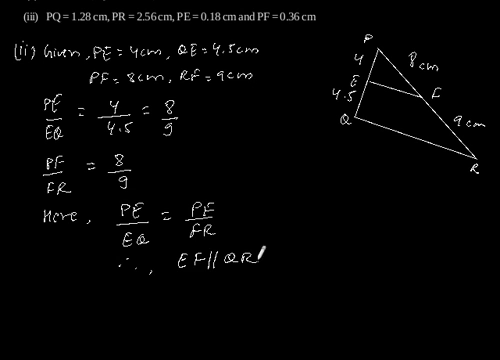 (iii) PQ = 1.28 cm, PR = 2.56 cm, PE = 0.18 cm and PF = 0.36 cm
(ii) Given, PE = 4cm, QE = 4.5cm
PF = 8cm, RF = 9cm
PE/EQ = 4/4.5 = 8/9
PF/FR = 8/9
Here, PE/EQ = PF/FR
∴, EF || QR
P
4
8cm
E
F
4.5
Q
9cm
R